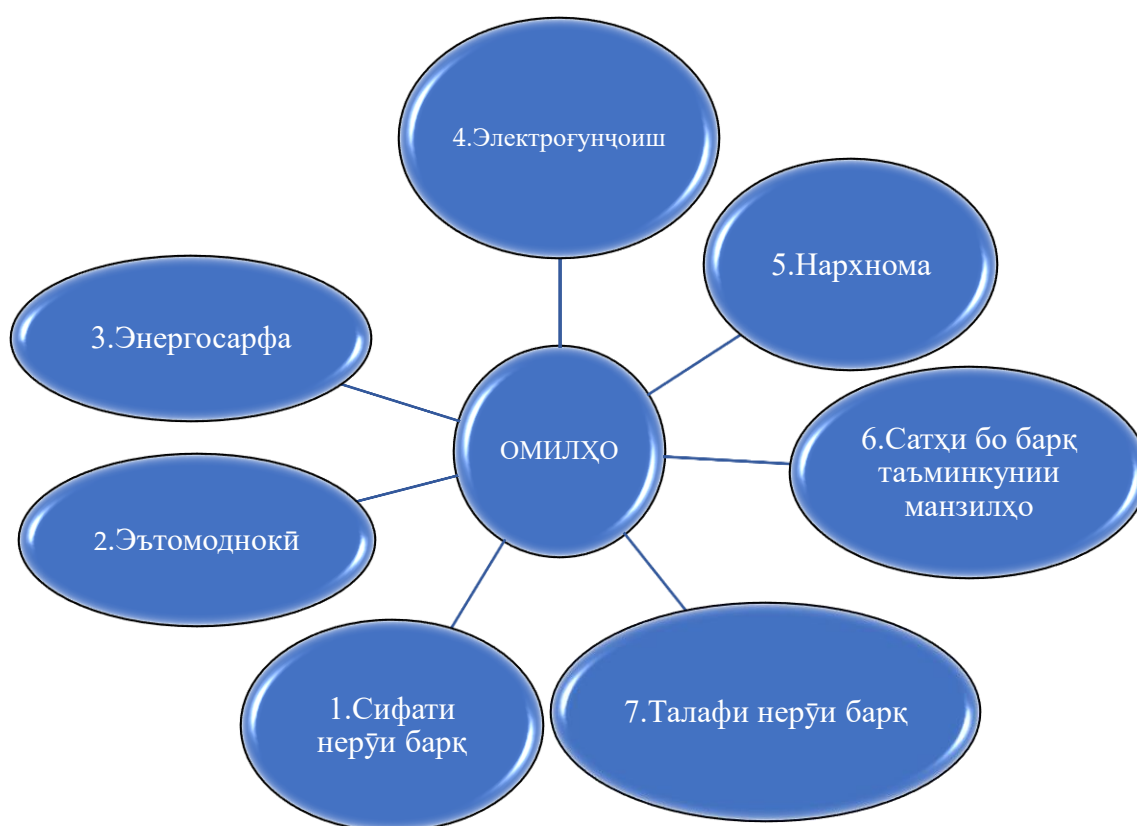 4.Электроғунҷоиш
5.Нархнома
3.Энергосарфа
ОМИЛҲО
6.Сатҳи бо барқ
таъминкунии
манзилҳо
2.Эътомоднокӣ
1.Сифати
нерӯи барқ
7.Талафи нерӯи барқ